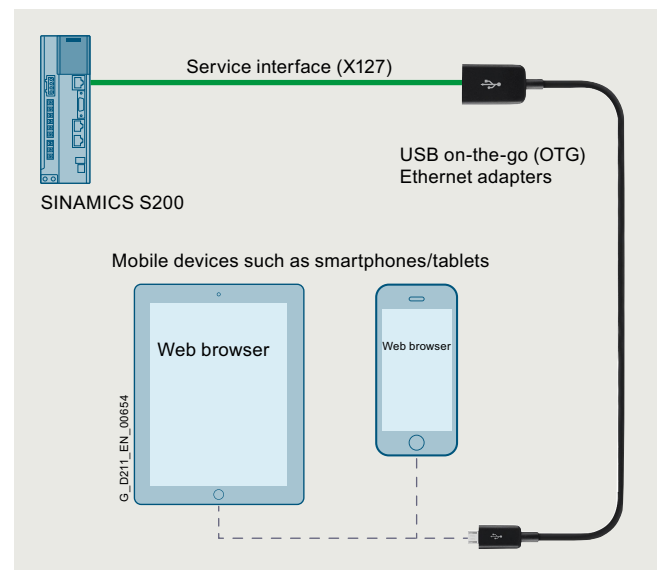 Service interface (X127)
USB on-the-go (OTG)
Ethernet adapters
SINAMICS S200
Mobile devices such as smartphones/tablets
Web browser
Web browser
G_D211_EN_00654